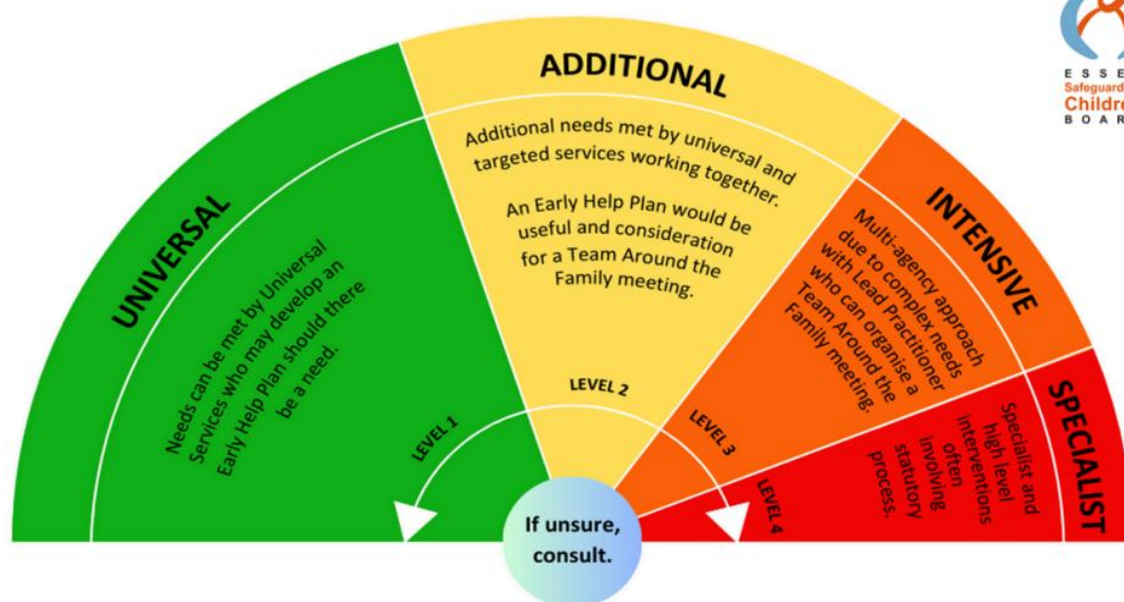 UNIVERSAL
Needs can be met by Universal
Services who may develop an
Early Help Plan should there
be a need.
LEVEL 1
ADDITIONAL
Additional needs met by universal and
targeted services working together.
An Early Help Plan would be
useful and consideration
for a Team Around the
Family meeting.
LEVEL 2
INTENSIVE
Multi-agency approach
due to complex needs
with Lead Practitioner
who can organise a
Team Around the
Family meeting.
LEVEL 3
SPECIALIST
Specialist and
high level
interventions
often
involving
statutory
process.
LEVEL 4
If unsure,
consult.